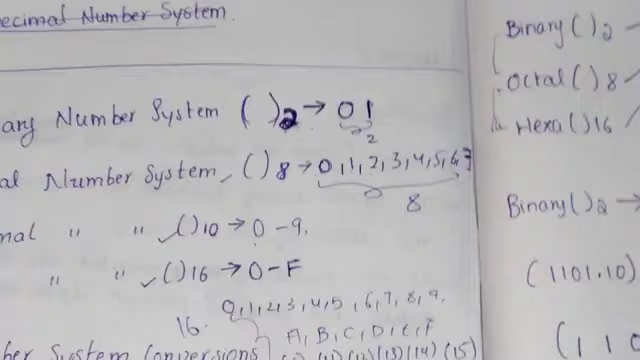 ecimal Number System.
ary Number System ( )2 → 0 1
2
al Number System ( )8 → 0,1,2,3,4,5,6,7
8
mal " " ( )10 → 0-9.
" " ( )16 → 0-F
16. 0,1,2,3,4,5,6,7,8,9.
A,B,C,D,E,F
ber System Conversions (13) (14) (15)
Binary ( )2
Octal ( )8
Hexa ( )16
Binary ( )2 →
(1101.10)
(1 1 0